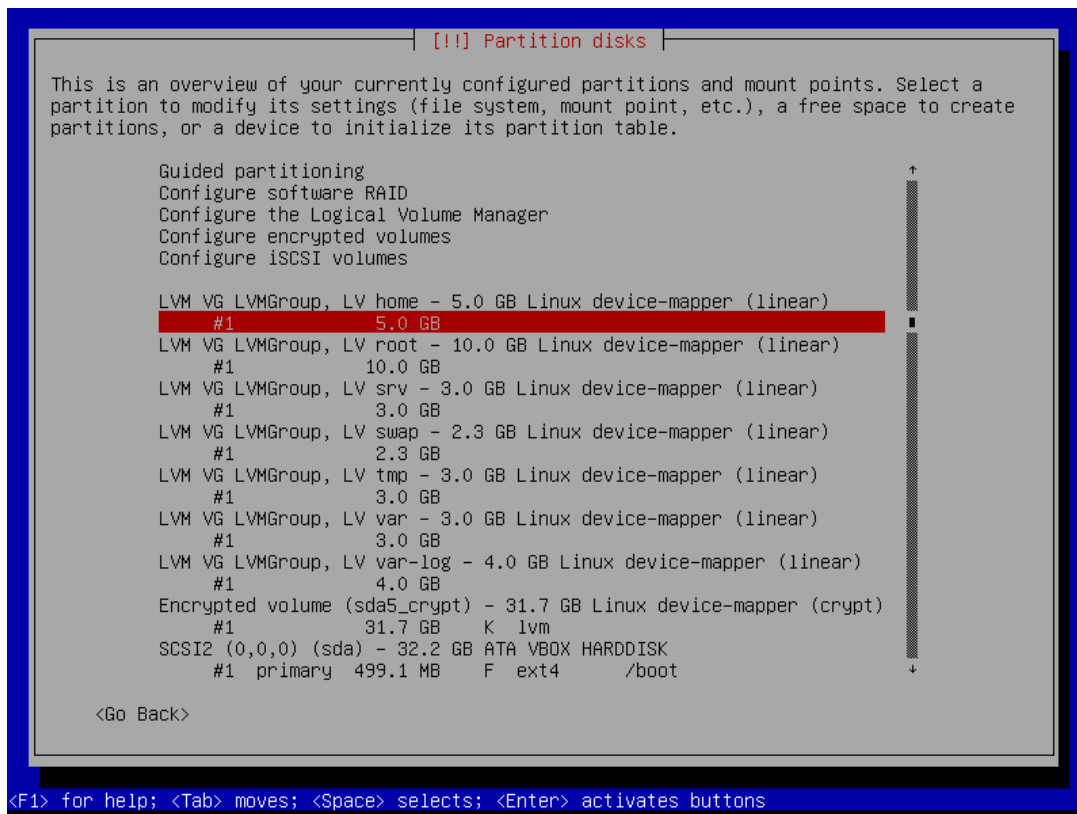 [!!] Partition disks
This is an overview of your currently configured partitions and mount points. Select a
partition to modify its settings (file system, mount point, etc.), a free space to create
partitions, or a device to initialize its partition table.
Guided partitioning
Configure software RAID
Configure the Logical Volume Manager
Configure encrypted volumes
Configure iSCSI volumes
LVM VG LVMGroup, LV home - 5.0 GB Linux device-mapper (linear)
#1 5.0 GB
LVM VG LVMGroup, LV root - 10.0 GB Linux device-mapper (linear)
#1 10.0 GB
LVM VG LVMGroup, LV srv - 3.0 GB Linux device-mapper (linear)
#1 3.0 GB
LVM VG LVMGroup, LV swap - 2.3 GB Linux device-mapper (linear)
#1 2.3 GB
LVM VG LVMGroup, LV tmp - 3.0 GB Linux device-mapper (linear)
#1 3.0 GB
LVM VG LVMGroup, LV var - 3.0 GB Linux device-mapper (linear)
#1 3.0 GB
LVM VG LVMGroup, LV var-log - 4.0 GB Linux device-mapper (linear)
#1 4.0 GB
Encrypted volume (sda5_crypt) - 31.7 GB Linux device-mapper (crypt)
#1 31.7 GB K lvm
SCSI2 (0,0,0) (sda) - 32.2 GB ATA VBOX HARDDISK
#1 primary 499.1 MB F ext4 /boot
<Go Back>
<F1> for help; <Tab> moves; <Space> selects; <Enter> activates buttons